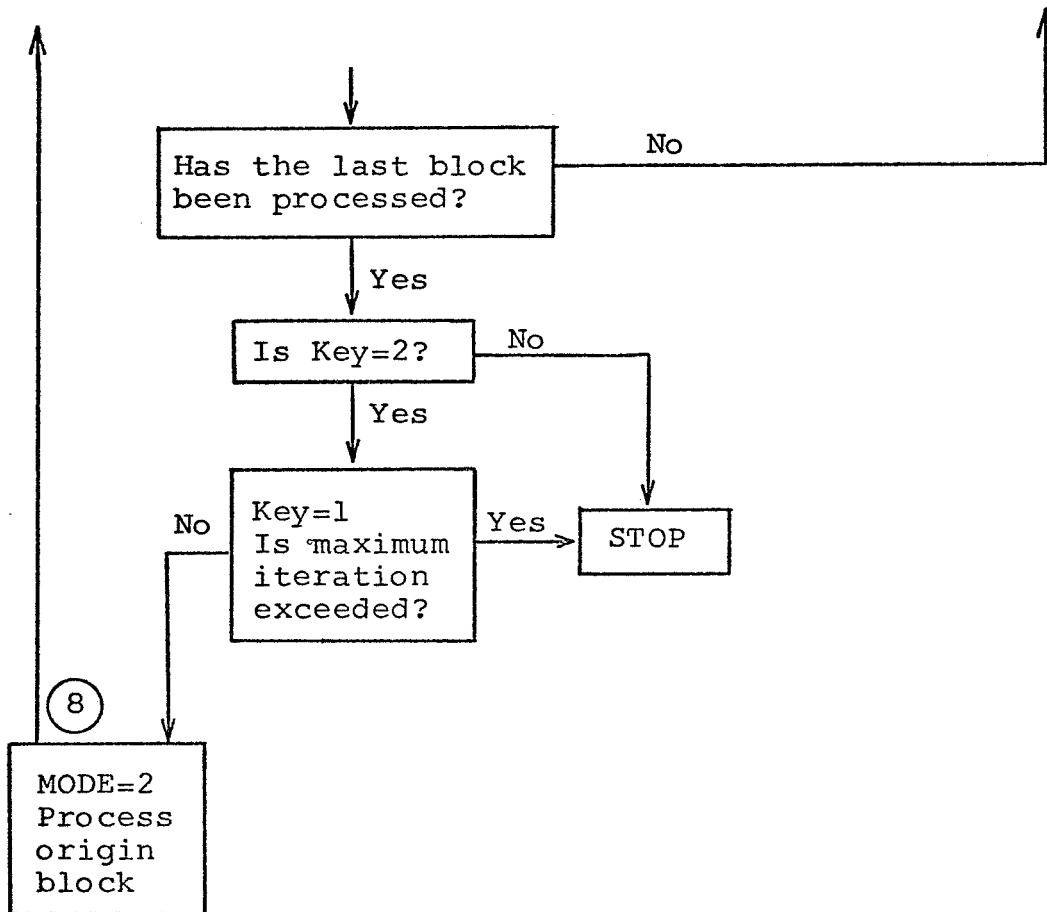 No
Has the last block
been processed?
Yes
Is Key=2?
No
Yes
Key=1
Is maximum
iteration
exceeded?
No
Yes
STOP
8
MODE=2
Process
origin
block